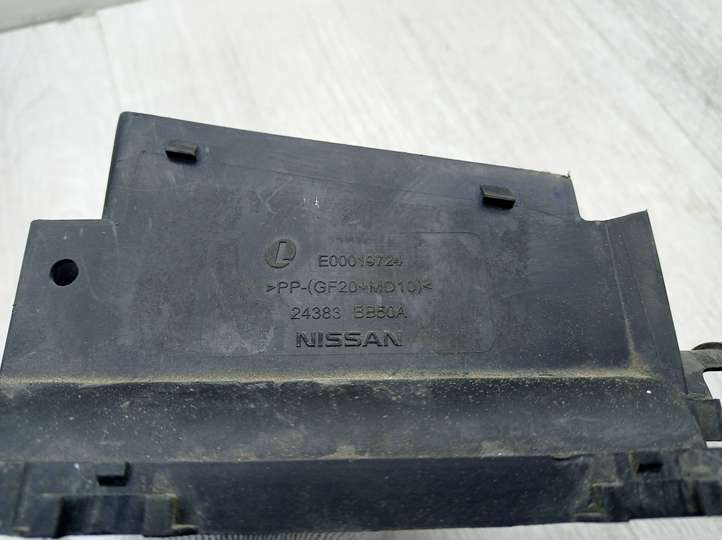 L E00019724
>PP-(GF20+MD10)<
24383 BB50A
NISSAN